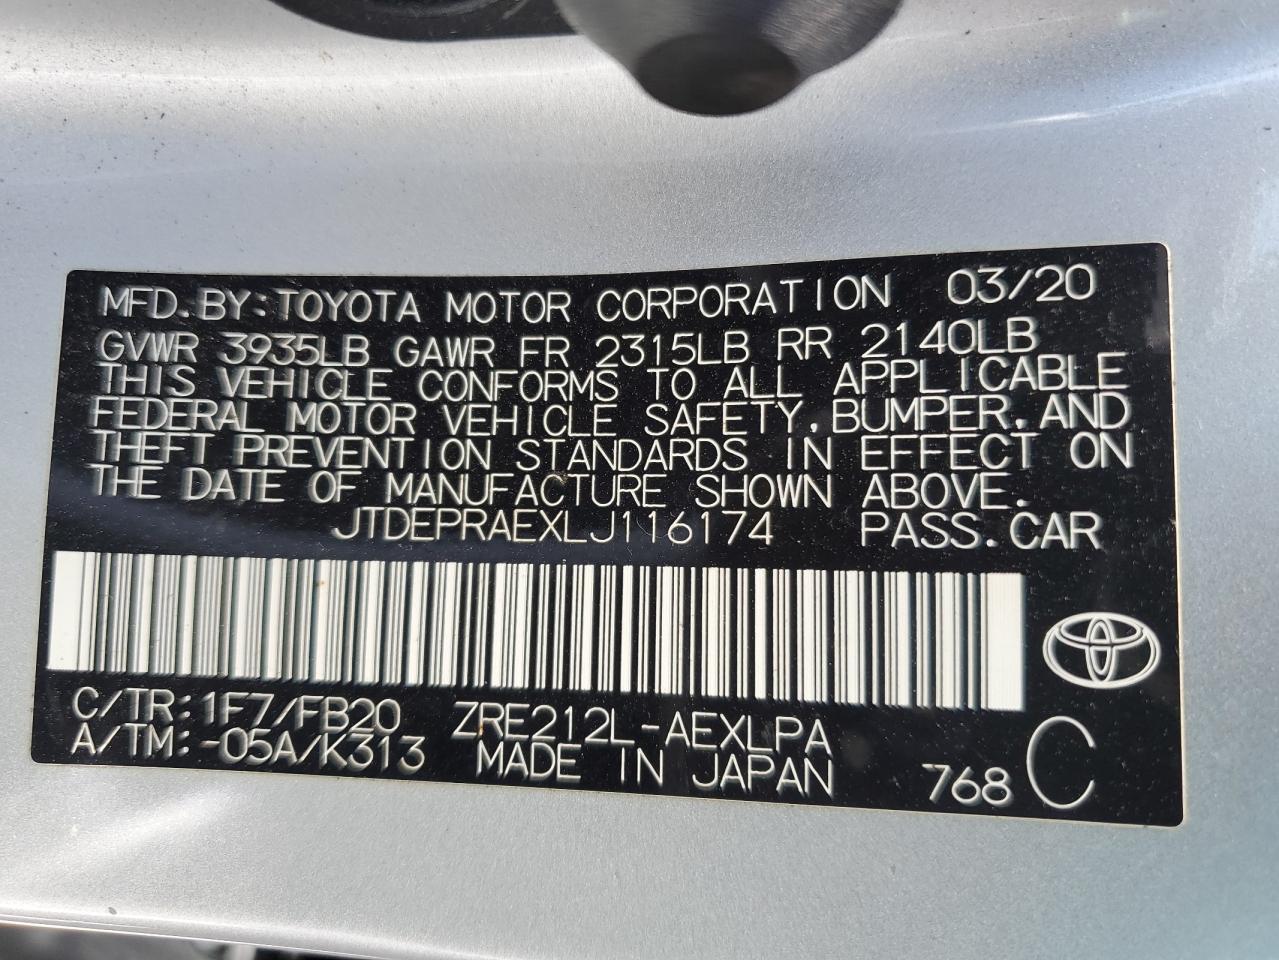 MFD.BY:TOYOTA MOTOR CORPORATION 03/20
GVWR 3935LB GAWR FR 2315LB RR 2140LB
THIS VEHICLE CONFORMS TO ALL APPLICABLE
FEDERAL MOTOR VEHICLE SAFETY,BUMPER,AND
THEFT PREVENTION STANDARDS IN EFFECT ON
THE DATE OF MANUFACTURE SHOWN ABOVE.
JTDEPRAEXLJ116174 PASS.CAR
C/TR:1F7/FB20 ZRE212L-AEXLPA
A/TM:-05A/K313 MADE IN JAPAN 768 C